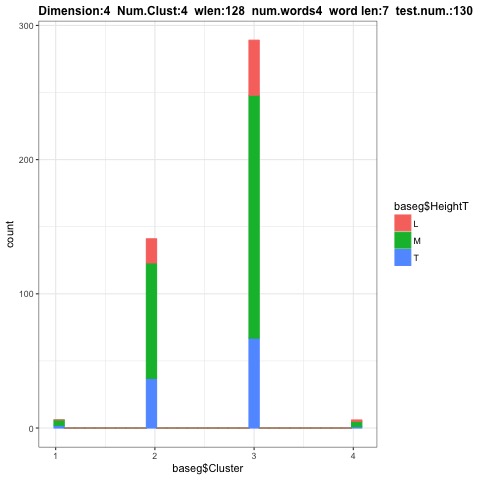 Dimension:4 Num.Clust:4 wlen:128 num.words4 word len:7 test.num.:130
300
200
100
0
count
1 2 3 4
baseg$Cluster
baseg$HeightT
L
M
T